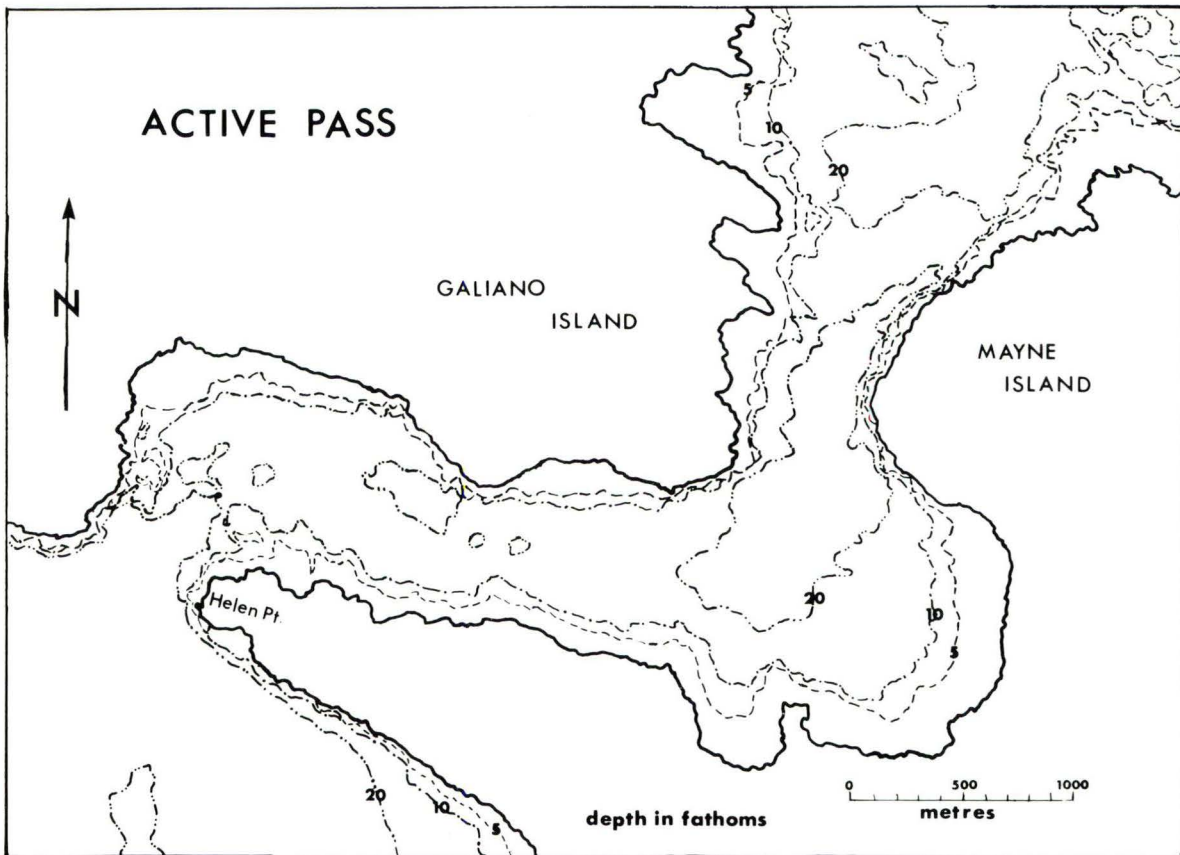 5
ACTIVE PASS
10
20
N
GALIANO
ISLAND
MAYNE
ISLAND
Helen Pt.
20
10
5
20
10
5
0 500 1000
metres
depth in fathoms